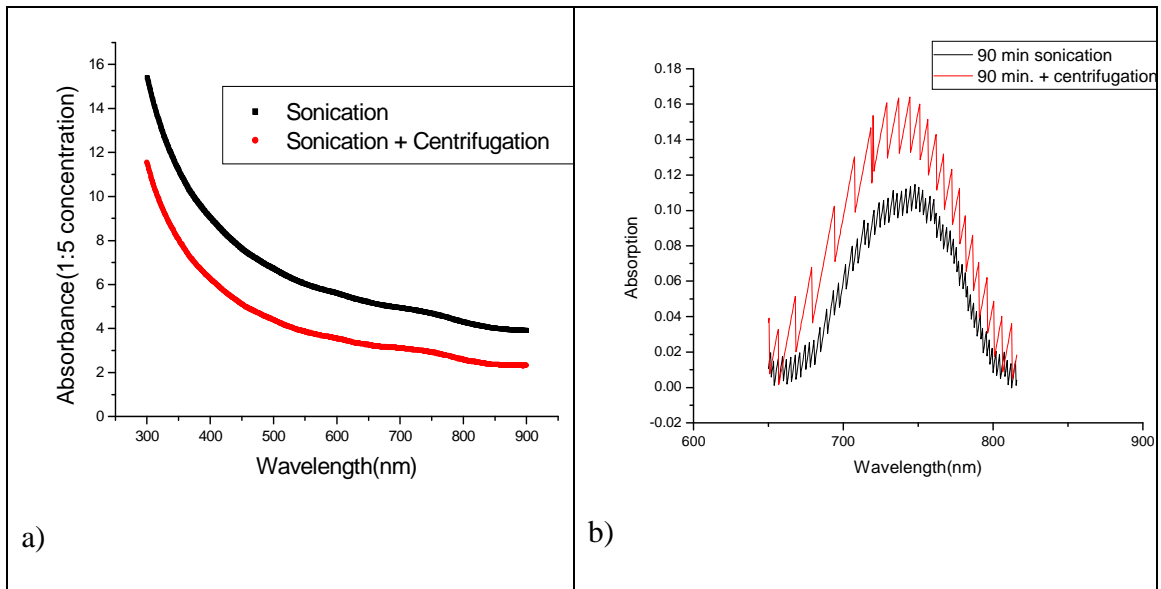 16
14
12
10
8
6
4
2
0
Absorbance(1:5 concentration)
Sonication
Sonication + Centrifugation
300 400 500 600 700 800 900
Wavelength(nm)
a)
90 min sonication
90 min. + centrifugation
0.18
0.16
0.14
0.12
0.10
0.08
0.06
0.04
0.02
0.00
-0.02
Absorption
600 700 800 900
Wavelength(nm)
b)